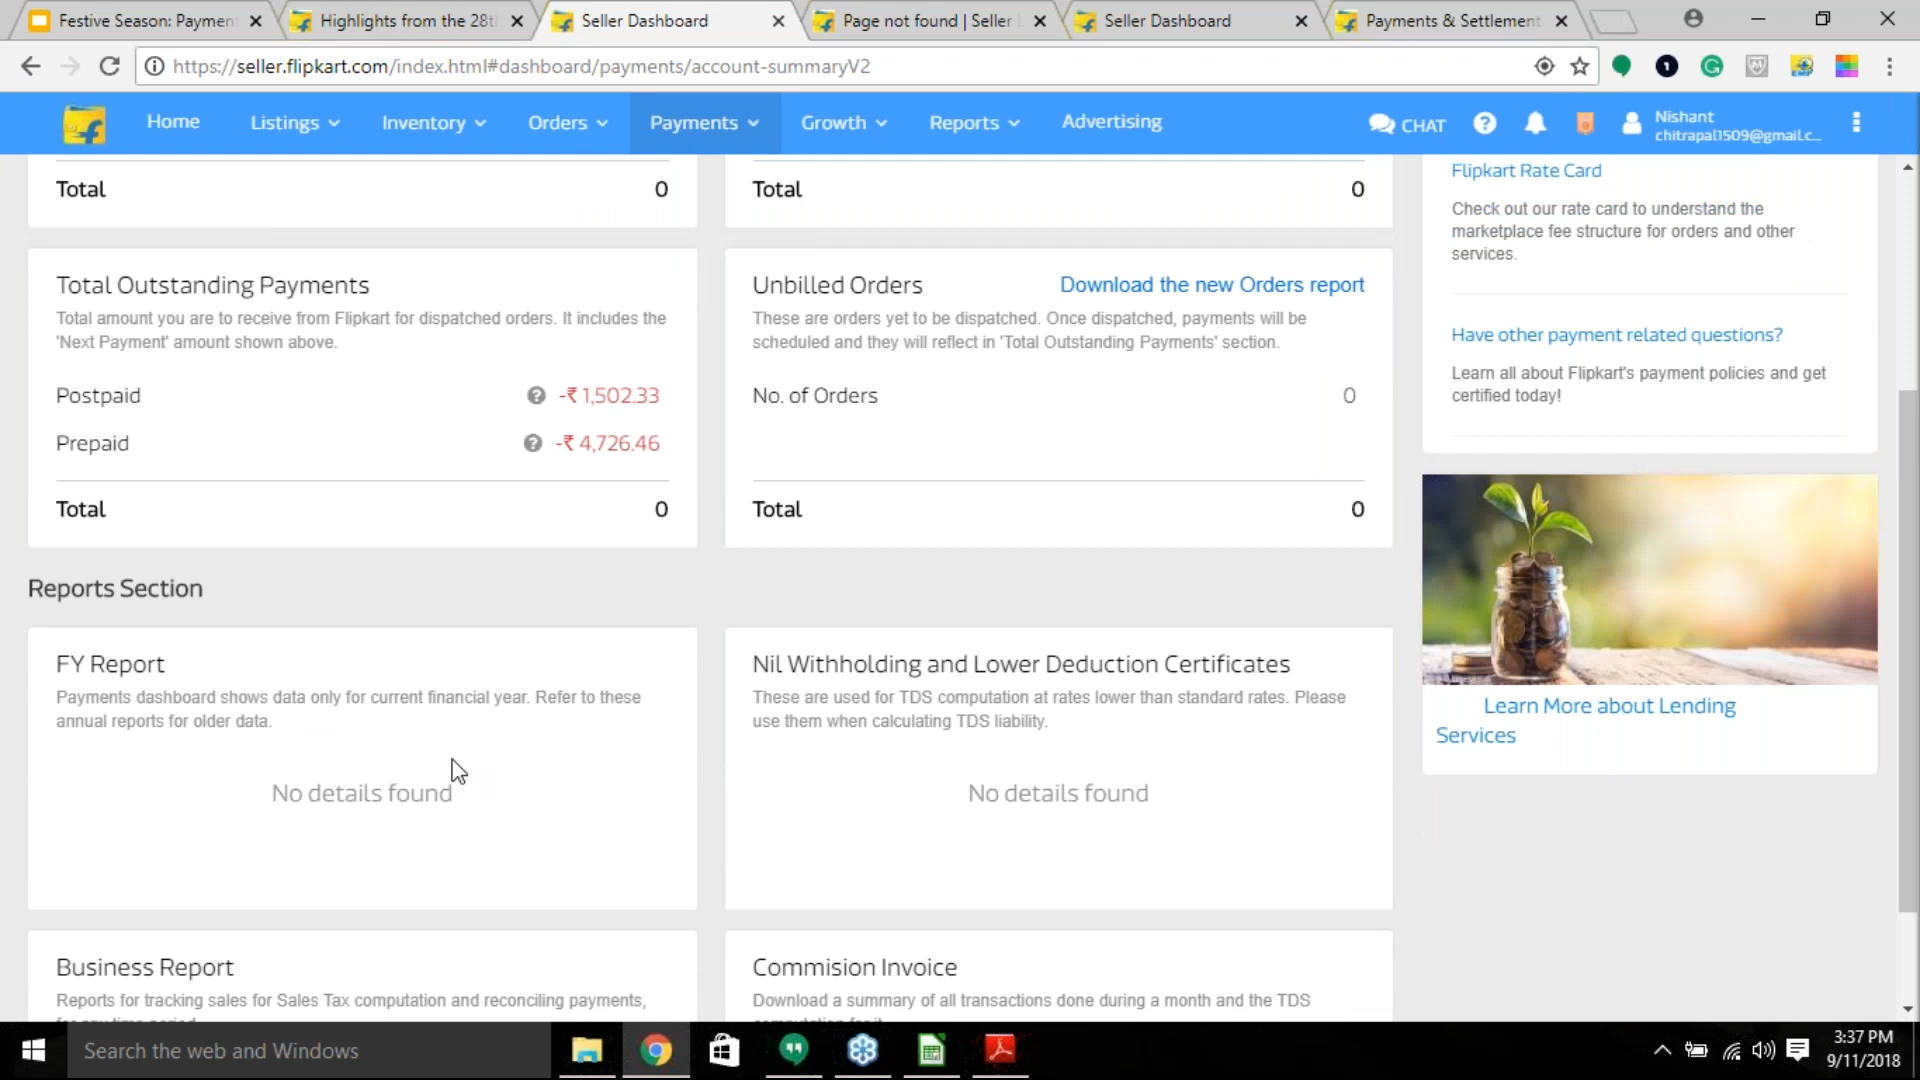 Festive Season: Paymen
Highlights from the 28t
Seller Dashboard
Page not found | Seller
Seller Dashboard
Payments & Settlement
https://seller.flipkart.com/index.html#dashboard/payments/account-summaryV2
Home
Listings
Inventory
Orders
Payments
Growth
Reports
Advertising
CHAT
Nishant
chitrapal1509@gmail.c...
Total 0
Total 0
Flipkart Rate Card
Check out our rate card to understand the
marketplace fee structure for orders and other
services.
Total Outstanding Payments
Total amount you are to receive from Flipkart for dispatched orders. It includes the
'Next Payment' amount shown above.
Postpaid -₹ 1,502.33
Prepaid -₹ 4,726.46
Total 0
Unbilled Orders Download the new Orders report
These are orders yet to be dispatched. Once dispatched, payments will be
scheduled and they will reflect in 'Total Outstanding Payments' section.
No. of Orders 0
Total 0
Have other payment related questions?
Learn all about Flipkart's payment policies and get
certified today!
Learn More about Lending
Services
Reports Section
FY Report
Payments dashboard shows data only for current financial year. Refer to these
annual reports for older data.
No details found
Nil Withholding and Lower Deduction Certificates
These are used for TDS computation at rates lower than standard rates. Please
use them when calculating TDS liability.
No details found
Business Report
Reports for tracking sales for Sales Tax computation and reconciling payments,
Commision Invoice
Download a summary of all transactions done during a month and the TDS
Search the web and Windows
3:37 PM
9/11/2018